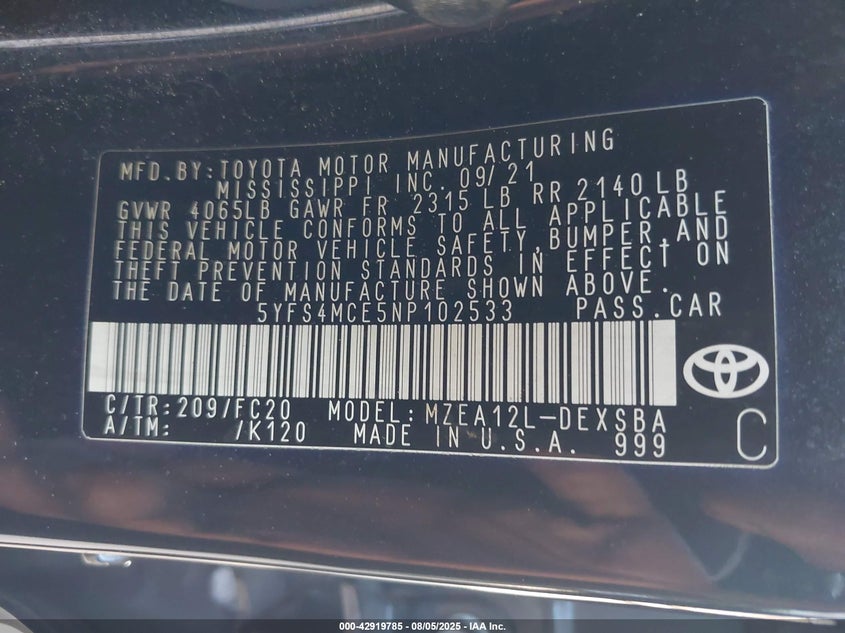 MFD.BY:TOYOTA MOTOR MANUFACTURING
MISSISSIPPI INC. 09/21
GVWR 4065LB GAWR FR 2315 LB RR 2140 LB
THIS VEHICLE CONFORMS TO ALL APPLICABLE
FEDERAL MOTOR VEHICLE SAFETY,BUMPER,AND
THEFT PREVENTION STANDARDS IN EFFECT ON
THE DATE OF MANUFACTURE SHOWN ABOVE.
5YFS4MCE5NP102533 PASS.CAR
C/TR:209/FC20 MODEL:MZEA12L-DEXSBA
A/TM: /K120 MADE IN U.S.A. 999
C
000-42919785 - 08/05/2025 - IAA Inc.